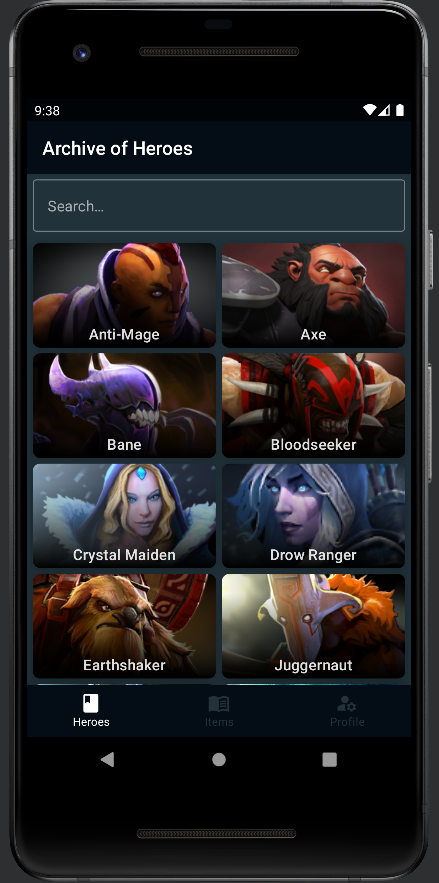 9:38
Archive of Heroes
Search...
Anti-Mage
Axe
Bane
Bloodseeker
Crystal Maiden
Drow Ranger
Earthshaker
Juggernaut
Heroes
Items
Profile